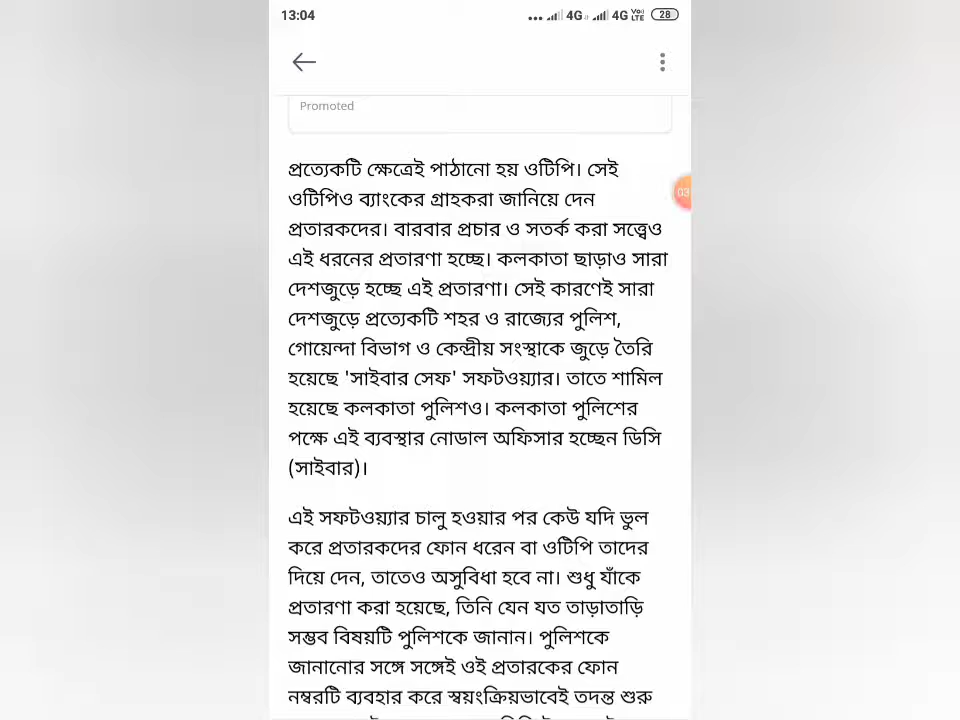 13:04
4G 4G Vo) LTE 28
Promoted
প্রত্যেকটি ক্ষেত্রেই পাঠানো হয় ওটিপি। সেই
ওটিপিও ব্যাংকের গ্রাহকরা জানিয়ে দেন
03
প্রতারকদের। বারবার প্রচার ও সতর্ক করা সত্ত্বেও
এই ধরনের প্রতারণা হচ্ছে। কলকাতা ছাড়াও সারা
দেশজুড়ে হচ্ছে এই প্রতারণা। সেই কারণেই সারা
দেশজুড়ে প্রত্যেকটি শহর ও রাজ্যের পুলিশ,
গোয়েন্দা বিভাগ ও কেন্দ্রীয় সংস্থাকে জুড়ে তৈরি
হয়েছে 'সাইবার সেফ' সফটওয়্যার। তাতে শামিল
হয়েছে কলকাতা পুলিশও। কলকাতা পুলিশের
পক্ষে এই ব্যবস্থার নোডাল অফিসার হচ্ছেন ডিসি
(সাইবার)।
এই সফটওয়্যার চালু হওয়ার পর কেউ যদি ভুল
করে প্রতারকদের ফোন ধরেন বা ওটিপি তাদের
দিয়ে দেন, তাতেও অসুবিধা হবে না। শুধু যাঁকে
প্রতারণা করা হয়েছে, তিনি যেন যত তাড়াতাড়ি
সম্ভব বিষয়টি পুলিশকে জানান। পুলিশকে
জানানোর সঙ্গে সঙ্গেই ওই প্রতারকের ফোন
নম্বরটি ব্যবহার করে স্বয়ংক্রিয়ভাবেই তদন্ত শুরু